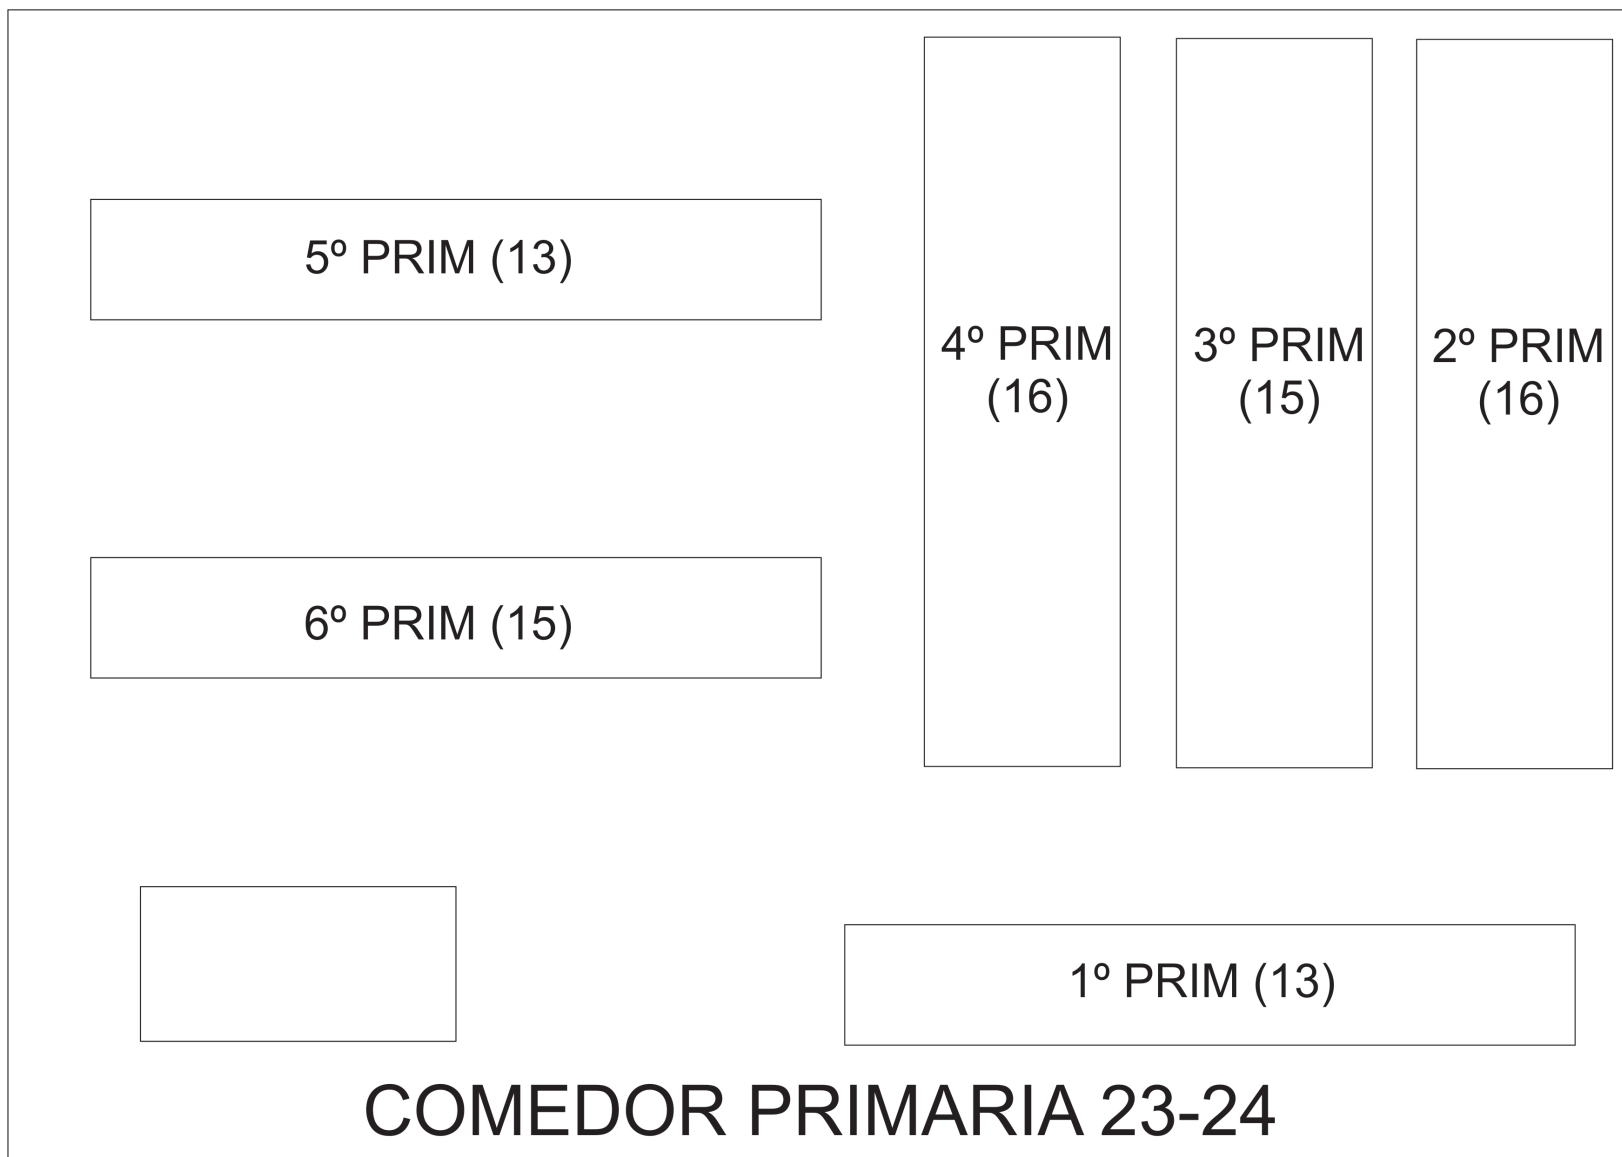 5º PRIM (13)
4º PRIM
(16)
3º PRIM
(15)
2º PRIM
(16)
6º PRIM (15)
1º PRIM (13)
COMEDOR PRIMARIA 23-24